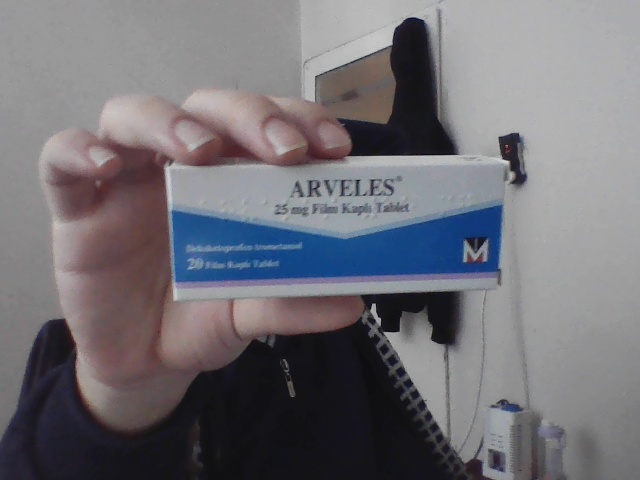 ARVELES®
25 mg Film Kaplı Tablet
Deksketoprofen trometamol
20 Film Kaplı Tablet
M